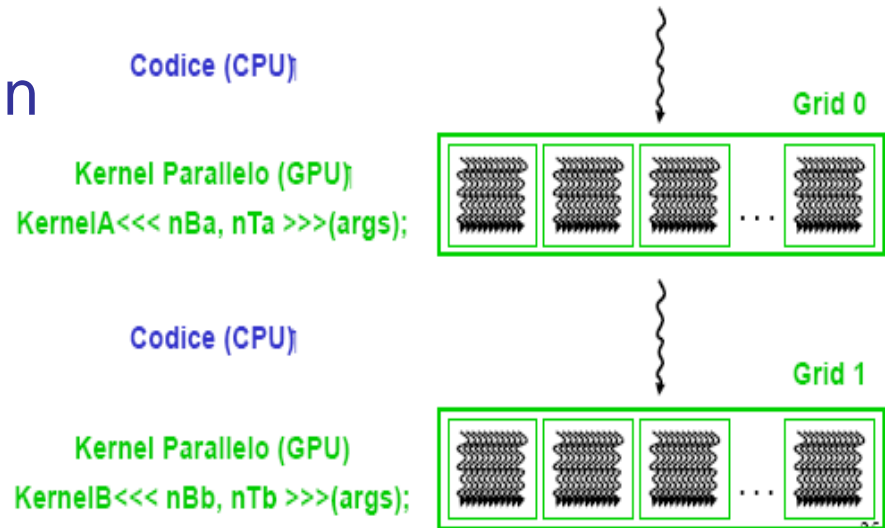 Codice (CPU)
n
Grid 0
Kernel Parallelo (GPU)
KernelA<<< nBa, nTa >>>(args);
...
Codice (CPU)
Grid 1
Kernel Parallelo (GPU)
KernelB<<< nBb, nTb >>>(args);
...